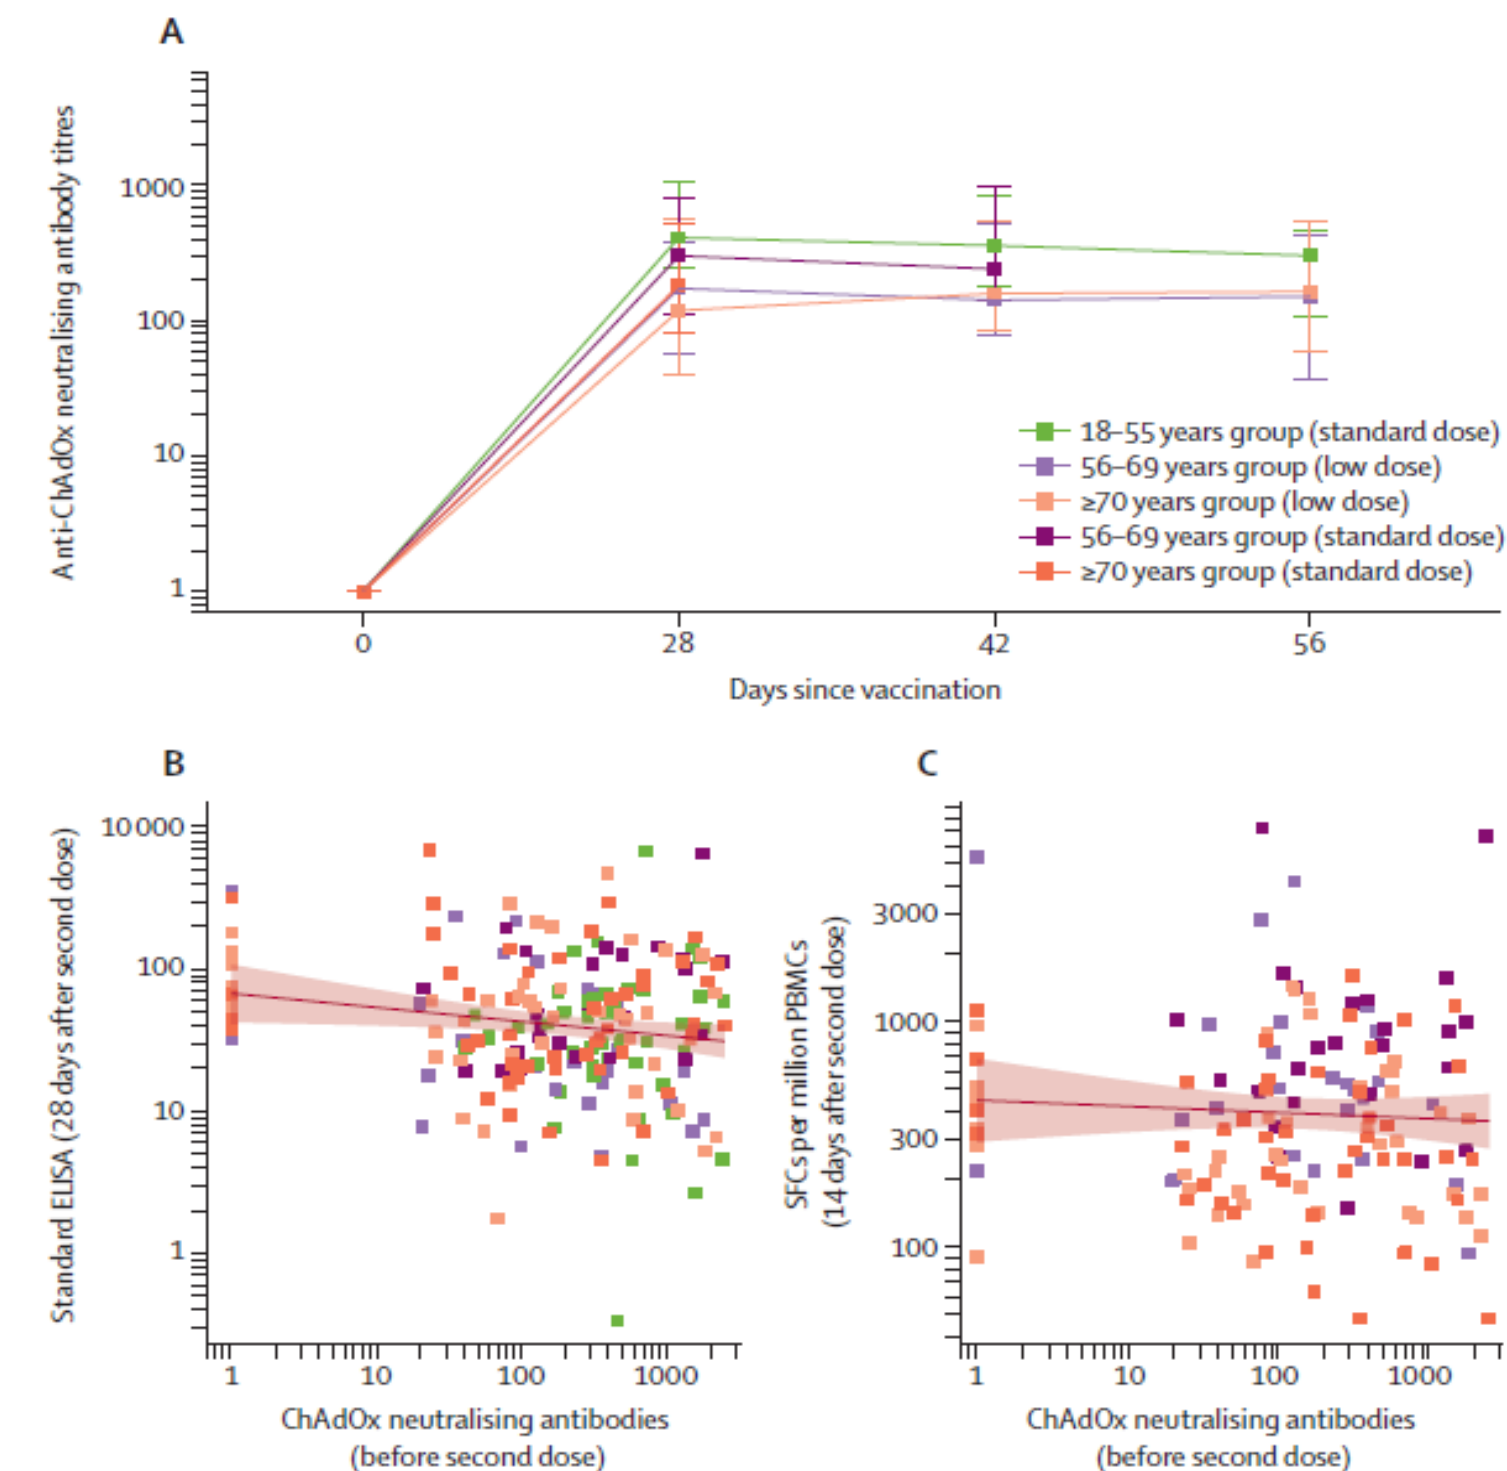 A
Anti-ChAdOx neutralising antibody titres
1000
100
10
1
0 28 42 56
Days since vaccination
18–55 years group (standard dose)
56–69 years group (low dose)
≥70 years group (low dose)
56–69 years group (standard dose)
≥70 years group (standard dose)
B
Standard ELISA (28 days after second dose)
10 000
100
10
1
1 10 100 1000
ChAdOx neutralising antibodies
(before second dose)
C
SFCs per million PBMCs
(14 days after second dose)
3000
1000
300
100
1 10 100 1000
ChAdOx neutralising antibodies
(before second dose)